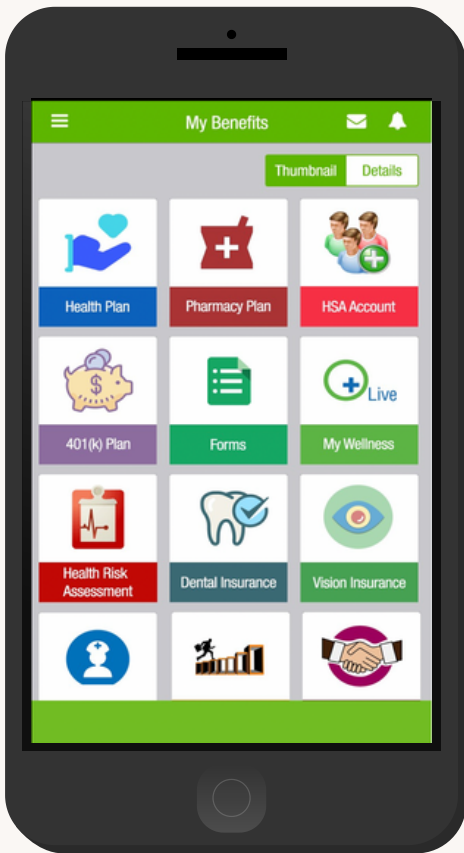 My Benefits
Thumbnail Details
Health Plan
Pharmacy Plan
HSA Account
401(k) Plan
Forms
Live
My Wellness
Health Risk
Assessment
Dental Insurance
Vision Insurance